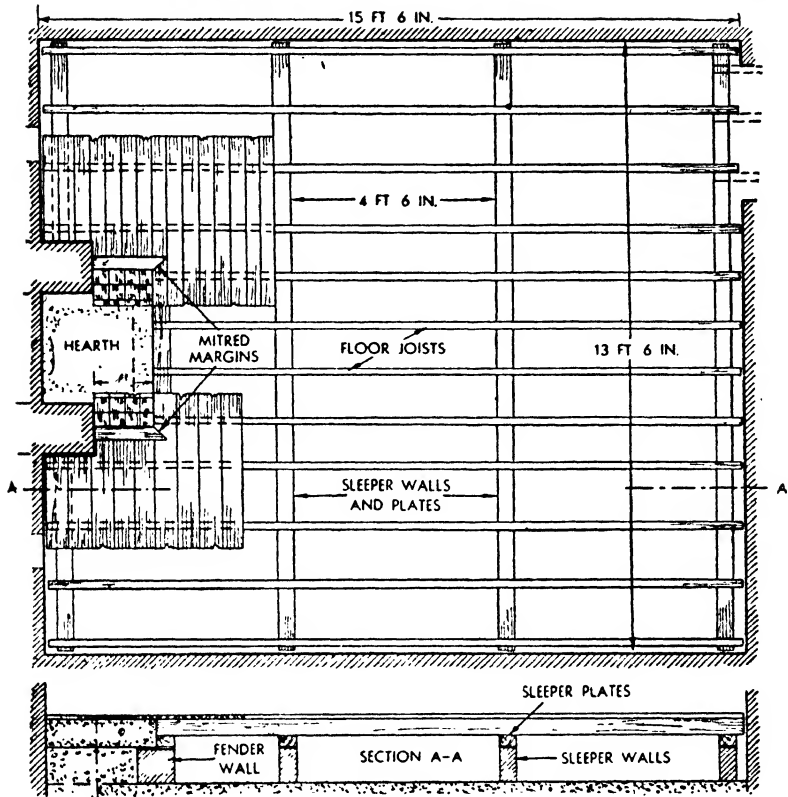 15 FT 6 IN.
4 FT 6 IN.
HEARTH
MITRED
MARGINS
FLOOR JOISTS
13 FT 6 IN.
A
SLEEPER WALLS
AND PLATES
A
SLEEPER PLATES
FENDER
WALL
SECTION A-A
SLEEPER WALLS